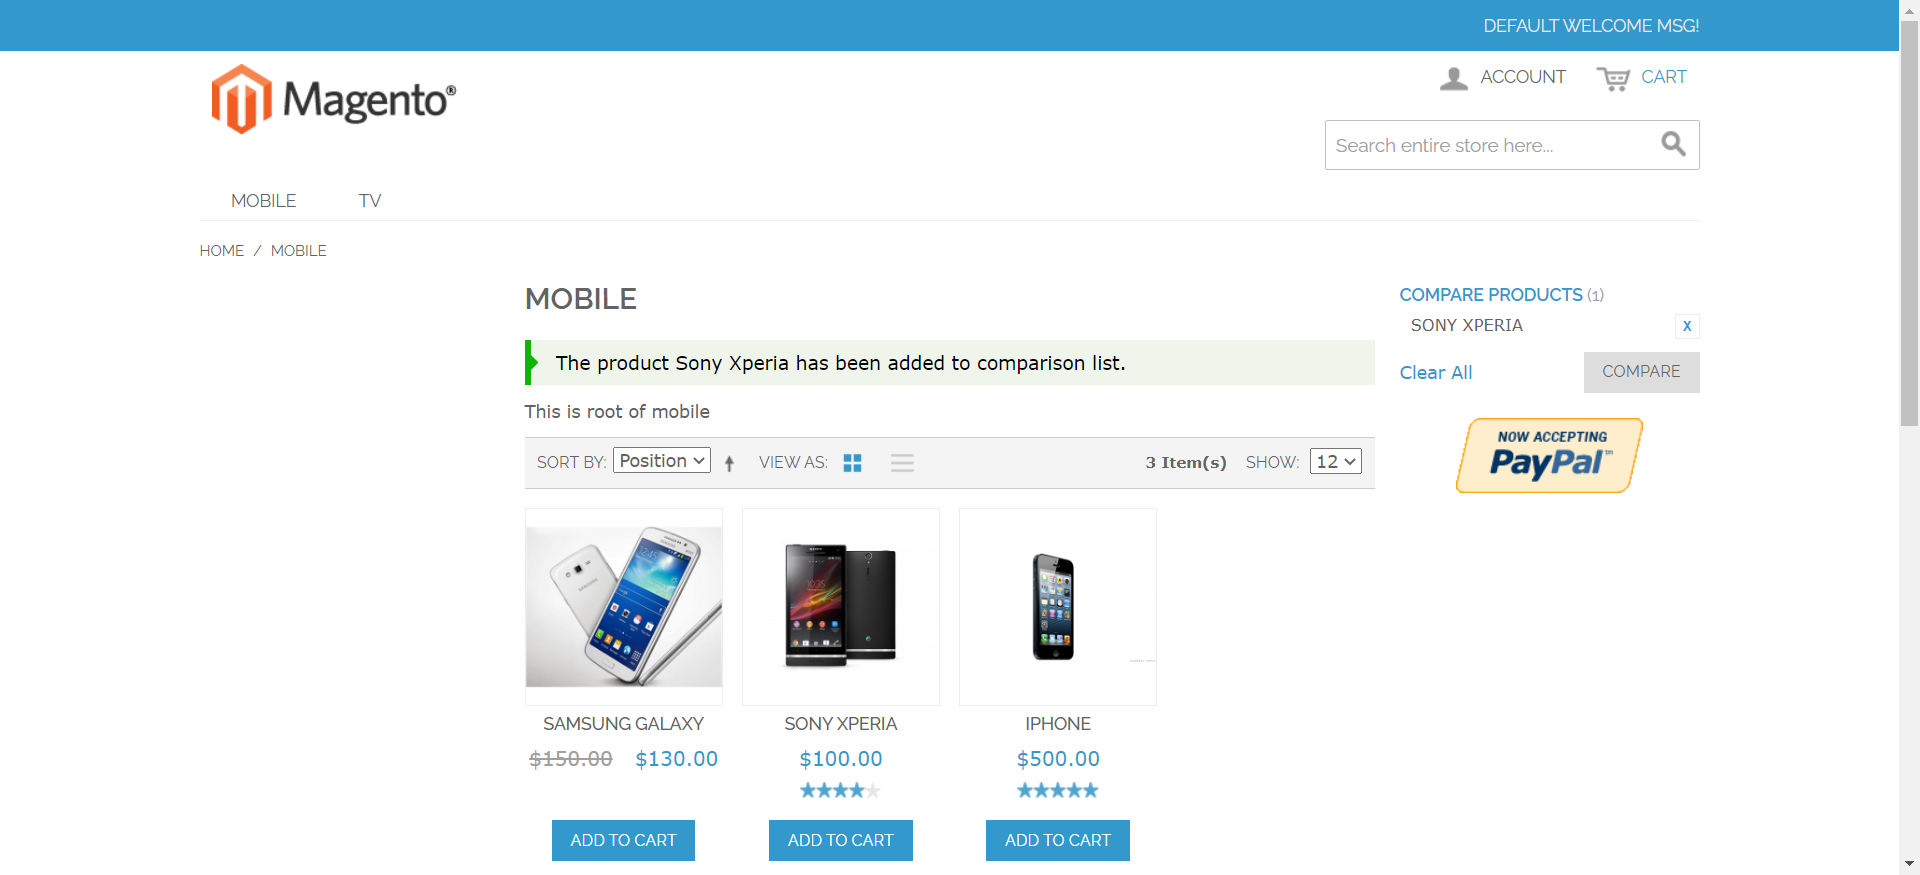 DEFAULT WELCOME MSG!
Magento®
ACCOUNT
CART
Search entire store here...
MOBILE
TV
HOME / MOBILE
MOBILE
The product Sony Xperia has been added to comparison list.
This is root of mobile
SORT BY: Position
VIEW AS:
3 Item(s)
SHOW: 12
SAMSUNG GALAXY
$150.00 $130.00
ADD TO CART
SONY XPERIA
$100.00
ADD TO CART
IPHONE
$500.00
ADD TO CART
COMPARE PRODUCTS (1)
SONY XPERIA
X
Clear All
COMPARE
NOW ACCEPTING
PayPal™